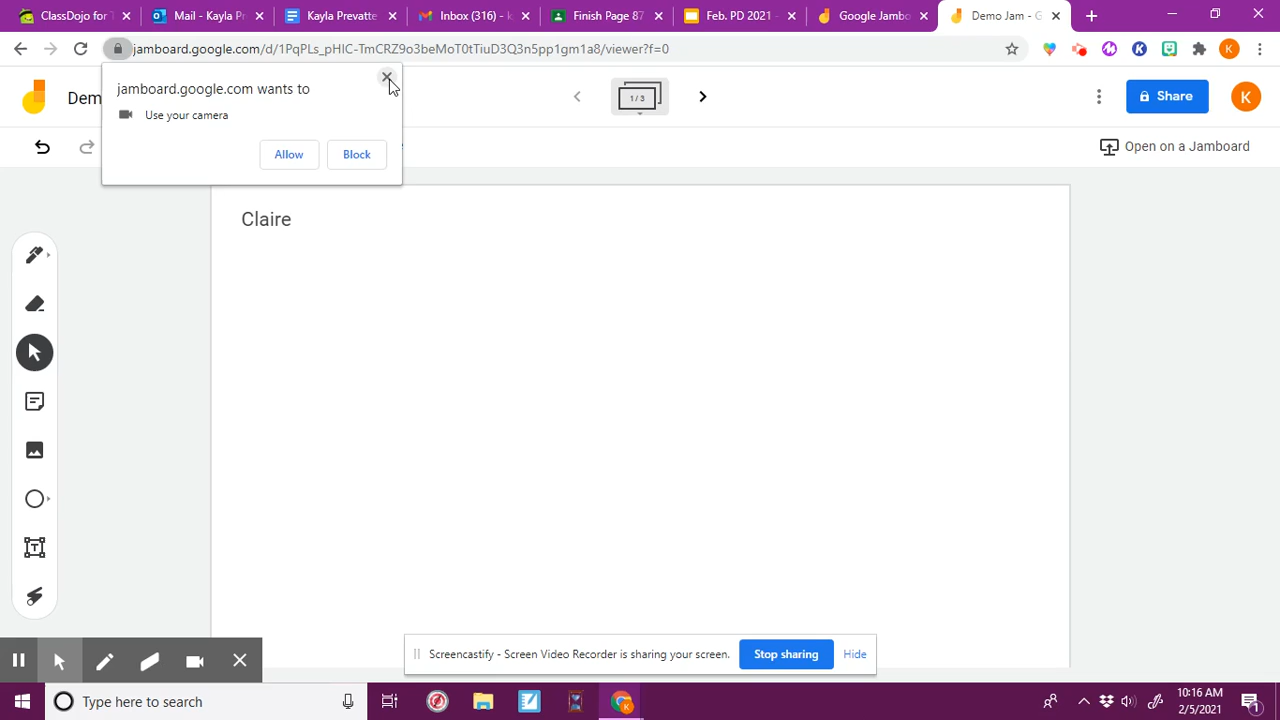 ClassDojo for T
Mail - Kayla Pr
Kayla Prevatte
Inbox (316) - k
Finish Page 87
Feb. PD 2021 -
Google Jamboa
Demo Jam - G
jamboard.google.com/d/1PqPLs_pHlC-TmCRZ9o3beMoT0tTiuD3Q3n5pp1gm1a8/viewer?f=0
K
Dem
jamboard.google.com wants to
Use your camera
Allow
Block
1 / 3
Share
K
Open on a Jamboard
Claire
Screencastify - Screen Video Recorder is sharing your screen.
Stop sharing
Hide
Type here to search
10:16 AM
2/5/2021